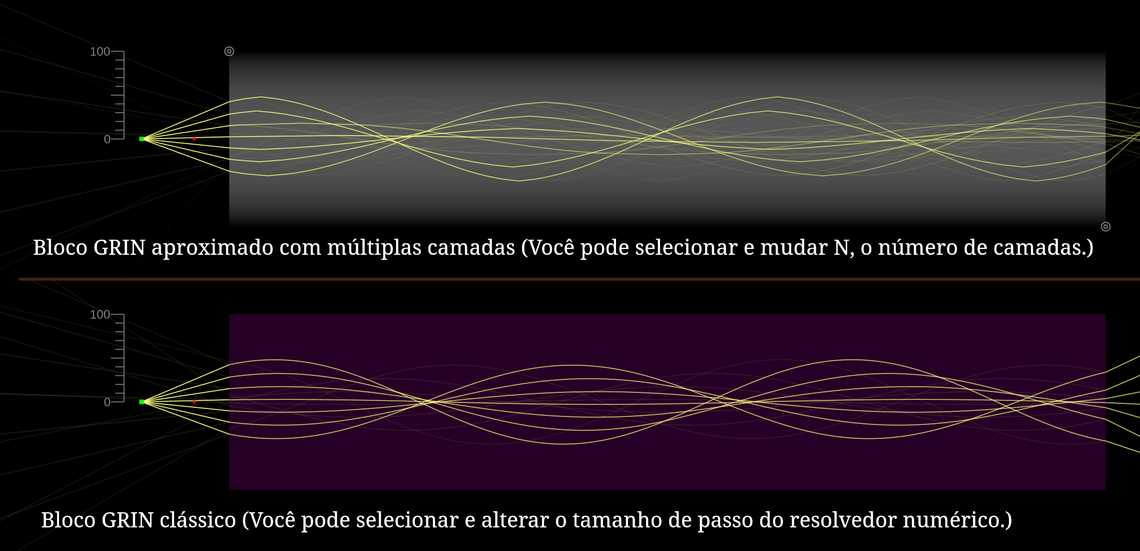 100
0
Bloco GRIN aproximado com múltiplas camadas (Você pode selecionar e mudar N, o número de camadas.)
100
0
Bloco GRIN clássico (Você pode selecionar e alterar o tamanho de passo do resolvedor numérico.)